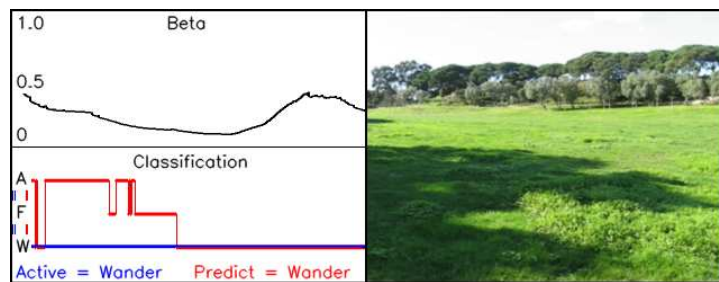 1.0 Beta
0.5
0
Classification
A
F
W
Active = Wander Predict = Wander